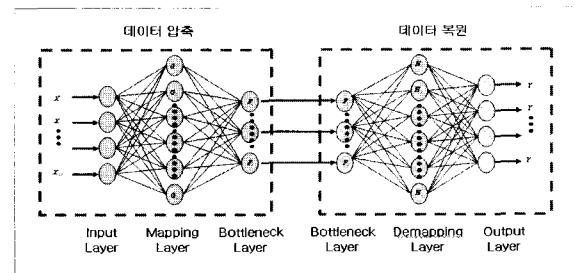 데이터 압축
데이터 복원
x
x
Y
Y
Y
Input Layer
Mapping Layer
Bottleneck Layer
Bottleneck Layer
Demapping Layer
Output Layer